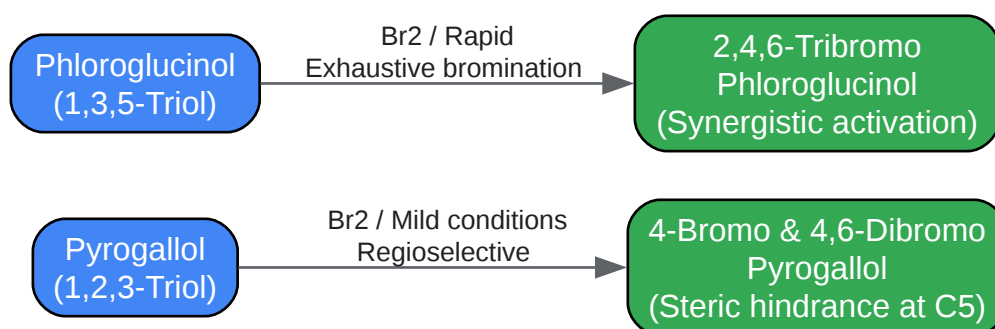 Phloroglucinol
(1,3,5-Triol)
Br2 / Rapid
Exhaustive bromination
2,4,6-Tribromo
Phloroglucinol
(Synergistic activation)
Pyrogallol
(1,2,3-Triol)
Br2 / Mild conditions
Regioselective
4-Bromo & 4,6-Dibromo
Pyrogallol
(Steric hindrance at C5)